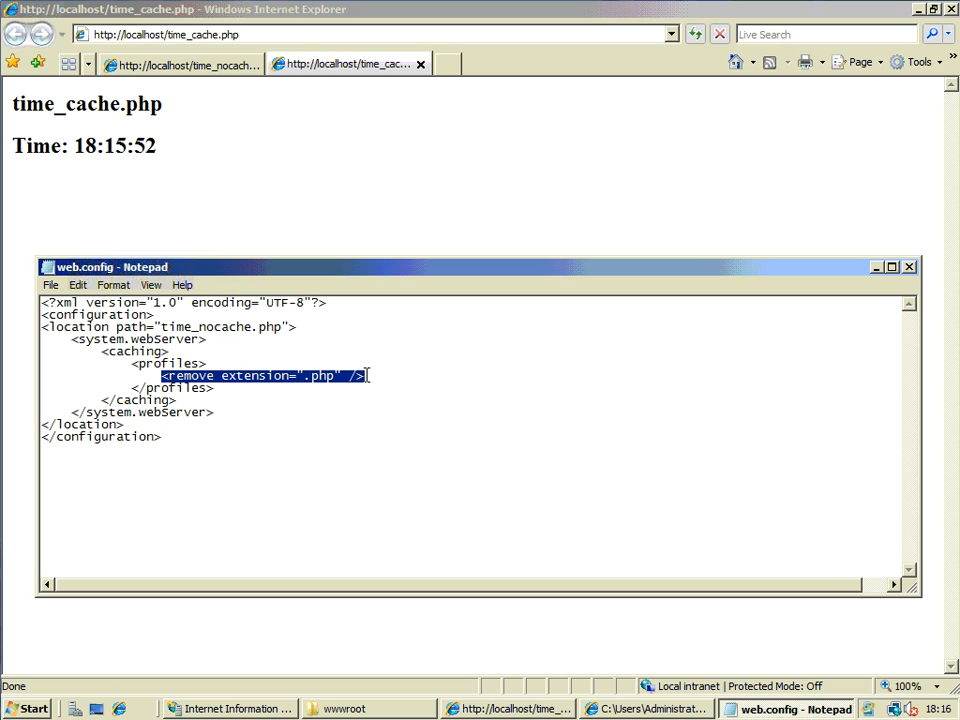 http://localhost/time_cache.php - Windows Internet Explorer
http://localhost/time_cache.php
Live Search
http://localhost/time_nocach...
http://localhost/time_cac...
Page
Tools
time_cache.php
Time: 18:15:52
web.config - Notepad
File Edit Format View Help
<?xml version="1.0" encoding="UTF-8"?>
<configuration>
<location path="time_nocache.php">
<system.webServer>
<caching>
<profiles>
<remove extension=".php" />
</profiles>
</caching>
</system.webServer>
</location>
</configuration>
Done
Local intranet | Protected Mode: Off
100%
Start
Internet Information ...
wwwroot
http://localhost/time_...
C:\Users\Administrat...
web.config - Notepad
18:16